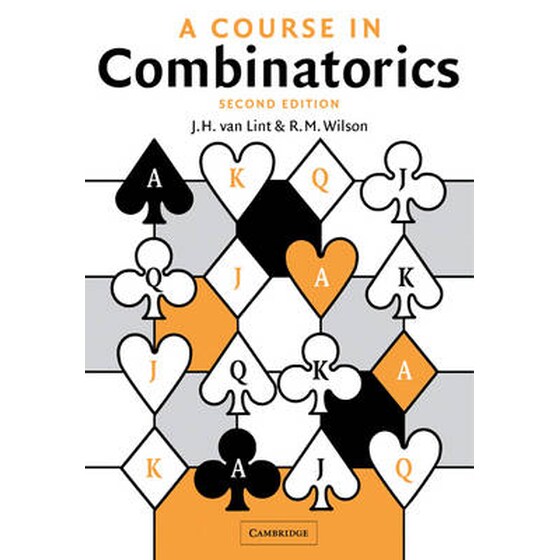 A COURSE IN
Combinatorics
SECOND EDITION
J.H. van Lint & R.M. Wilson
A K Q J
Q J A K
J Q K A
K A J Q
CAMBRIDGE